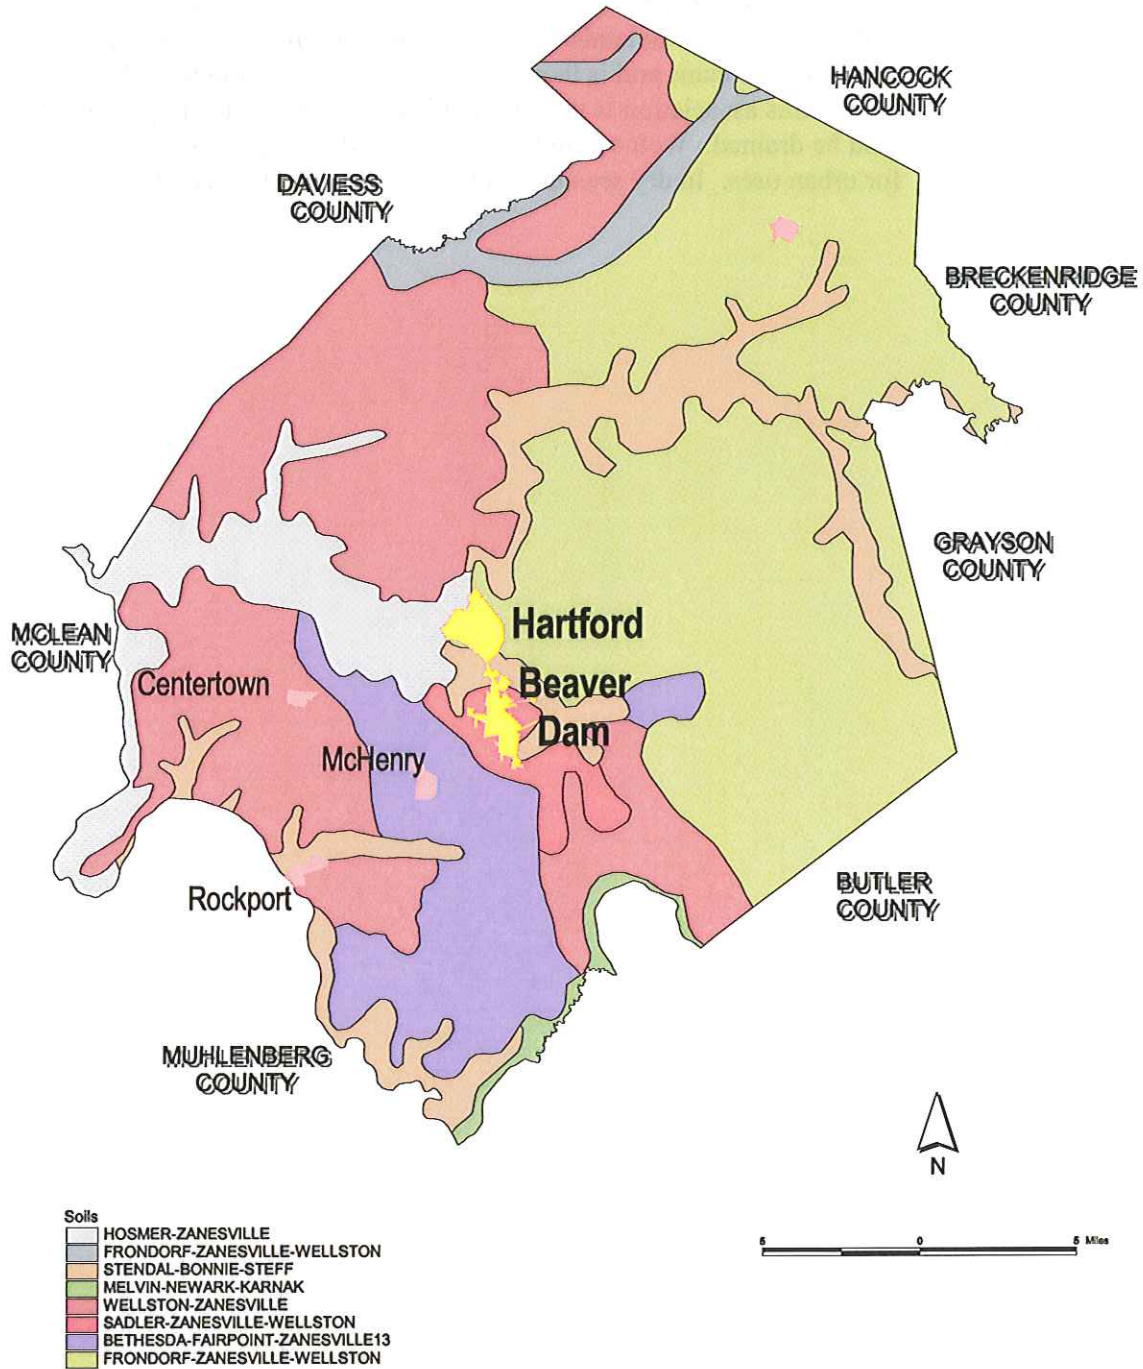 HANCOCK
COUNTY
DAVIESS
COUNTY
BRECKENRIDGE
COUNTY
GRAYSON
COUNTY
Hartford
MCLEAN
COUNTY
Centertown
Beaver
Dam
McHenry
Rockport
BUTLER
COUNTY
MUHLENBERG
COUNTY
N
Soils
HOSMER-ZANESVILLE
FRONDORF-ZANESVILLE-WELLSTON
STENDAL-BONNIE-STEFF
MELVIN-NEWARK-KARNAK
WELLSTON-ZANESVILLE
SADLER-ZANESVILLE-WELLSTON
BETHESDA-FAIRPOINT-ZANESVILLE13
FRONDORF-ZANESVILLE-WELLSTON
5 0 5 Miles